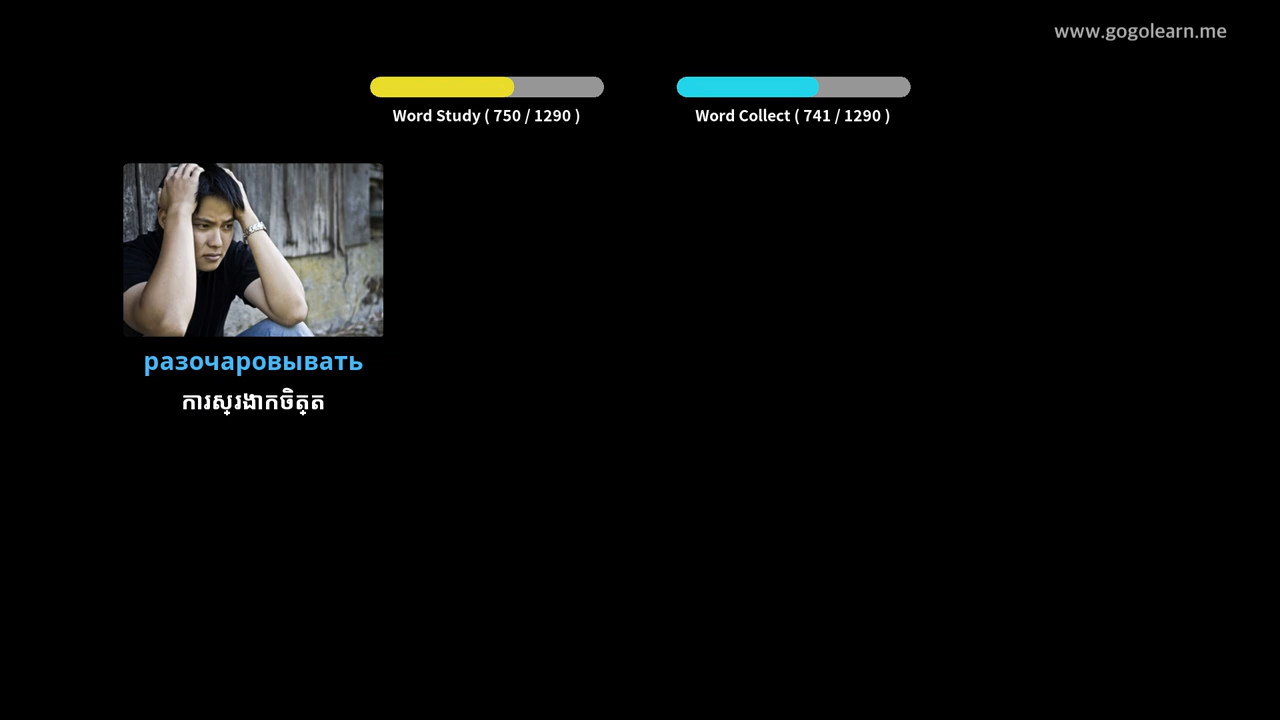 www.gogolearn.me
Word Study ( 750 / 1290 )
Word Collect ( 741 / 1290 )
разочаровывать
ការស្រងាកចិត្ត